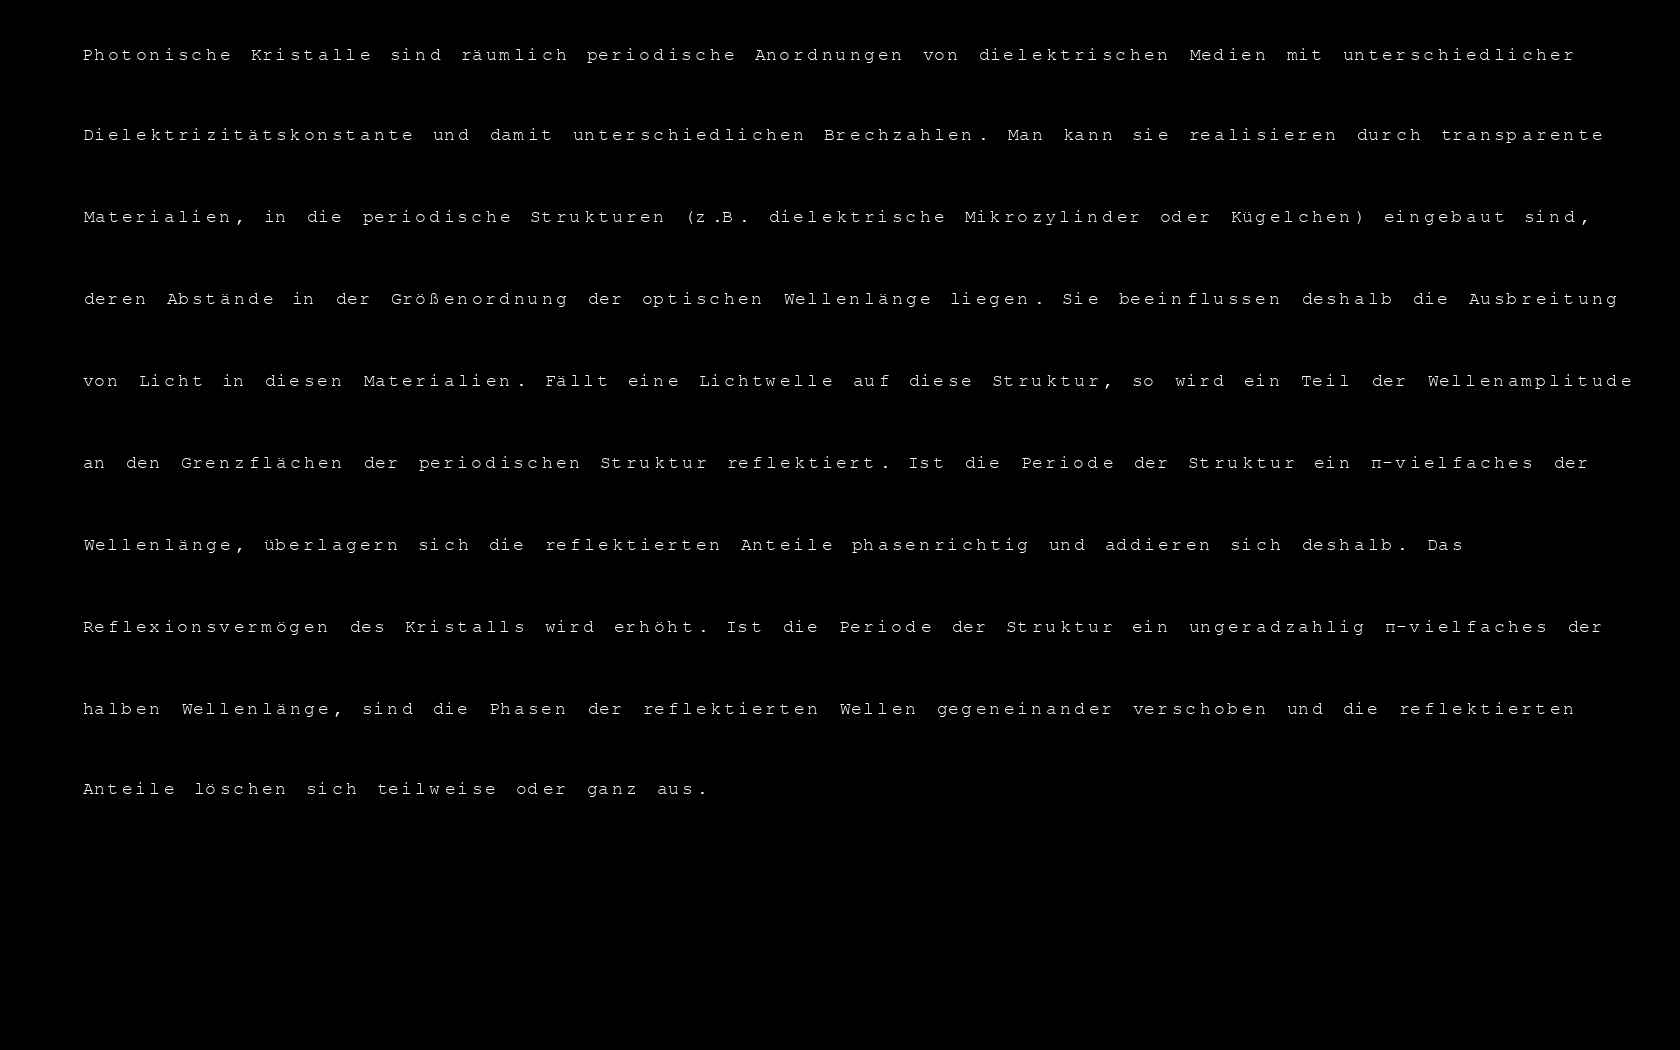 Photonische Kristalle sind räumlich periodische Anordnungen von dielektrischen Medien mit unterschiedlicher
Dielektrizitätskonstante und damit unterschiedlichen Brechzahlen. Man kann sie realisieren durch transparente
Materialien, in die periodische Strukturen (z.B. dielektrische Mikrozylinder oder Kügelchen) eingebaut sind,
deren Abstände in der Größenordnung der optischen Wellenlänge liegen. Sie beeinflussen deshalb die Ausbreitung
von Licht in diesen Materialien. Fällt eine Lichtwelle auf diese Struktur, so wird ein Teil der Wellenamplitude
an den Grenzflächen der periodischen Struktur reflektiert. Ist die Periode der Struktur ein π-vielfaches der
Wellenlänge, überlagern sich die reflektierten Anteile phasenrichtig und addieren sich deshalb. Das
Reflexionsvermögen des Kristalls wird erhöht. Ist die Periode der Struktur ein ungeradzahlig π-vielfaches der
halben Wellenlänge, sind die Phasen der reflektierten Wellen gegeneinander verschoben und die reflektierten
Anteile löschen sich teilweise oder ganz aus.